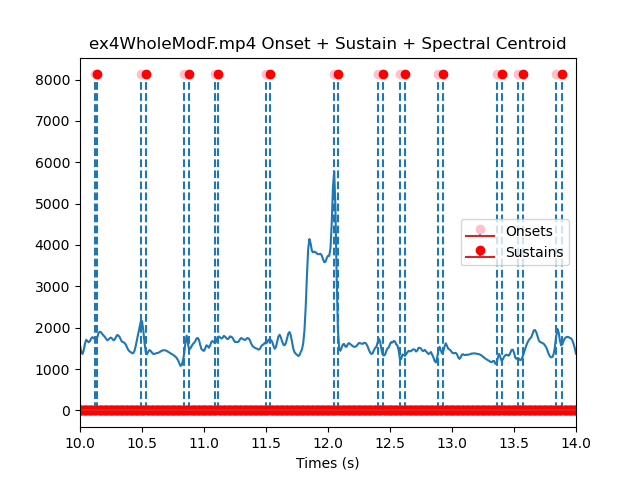 ex4WholeModF.mp4 Onset + Sustain + Spectral Centroid
8000
7000
6000
5000
4000
3000
2000
1000
0
Onsets
Sustains
10.0 10.5 11.0 11.5 12.0 12.5 13.0 13.5 14.0
Times (s)